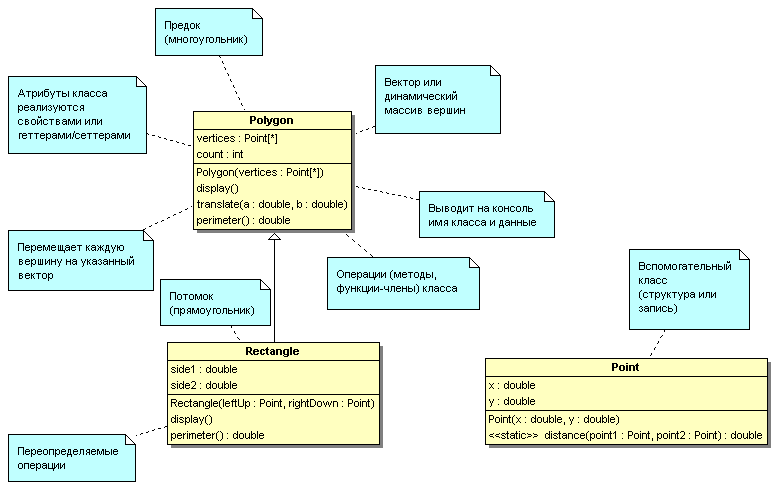 Предок
(многоугольник)
Атрибуты класса
реализуются
свойствами или
геттерами/сеттерами
Вектор или
динамический
массив вершин
Polygon
vertices : Point[*]
count : int
Polygon(vertices : Point[*])
display()
translate(a : double, b : double)
perimeter() : double
Выводит на консоль
имя класса и данные
Перемещает каждую
вершину на указанный
вектор
Операции (методы,
функции-члены) класса
Вспомогательный
класс
(структура или
запись)
Потомок
(прямоугольник)
Rectangle
side1 : double
side2 : double
Rectangle(leftUp : Point, rightDown : Point)
display()
perimeter() : double
Point
x : double
y : double
Point(x : double, y : double)
<<static>> distance(point1 : Point, point2 : Point) : double
Переопределяемые
операции